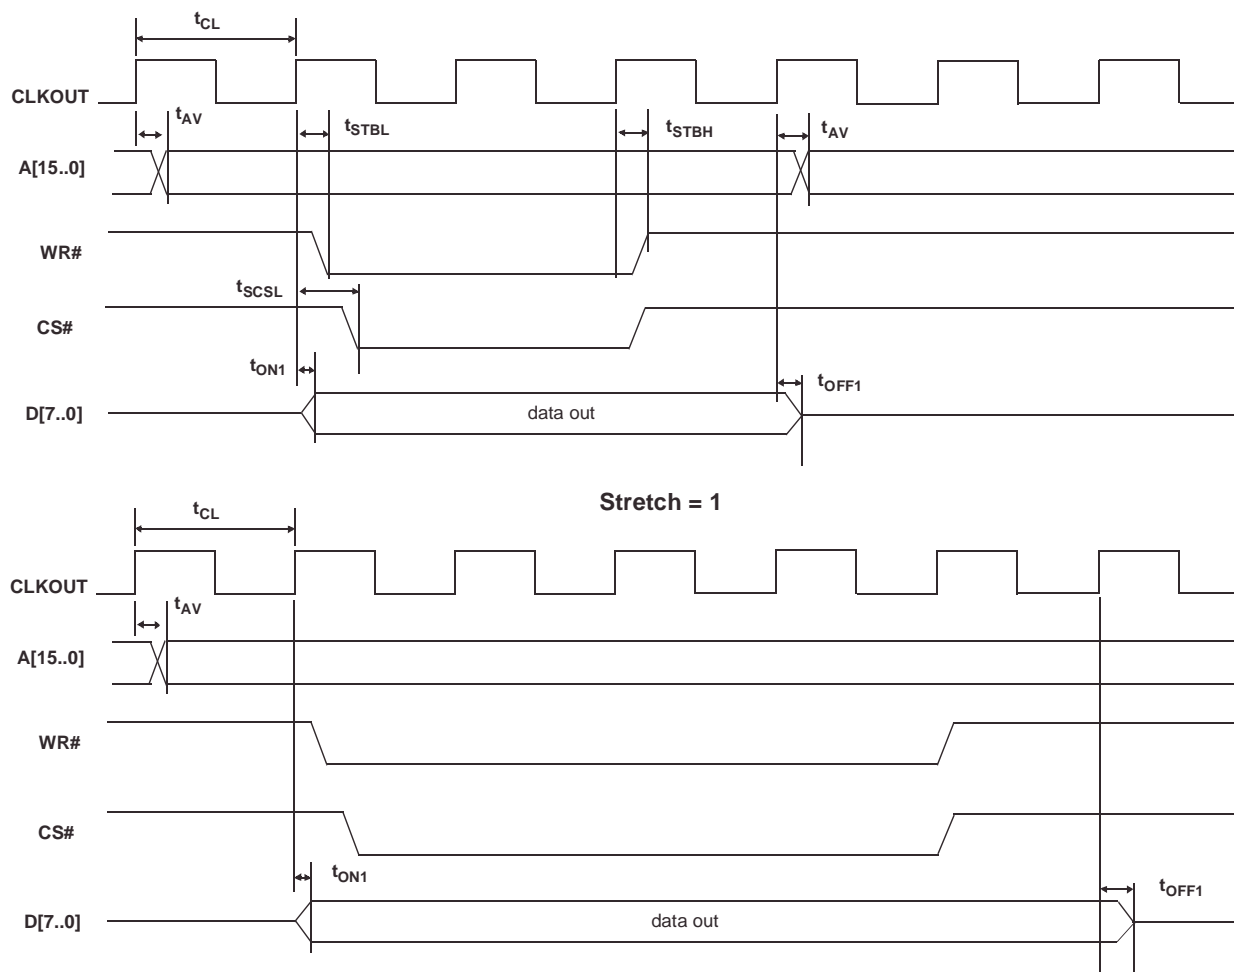 tCL
CLKOUT
tAV
tSTBL
tSTBH
tAV
A[15..0]
WR#
tSCSL
CS#
tON1
tOFF1
D[7..0]
data out
Stretch = 1
tCL
CLKOUT
tAV
A[15..0]
WR#
CS#
tON1
tOFF1
D[7..0]
data out